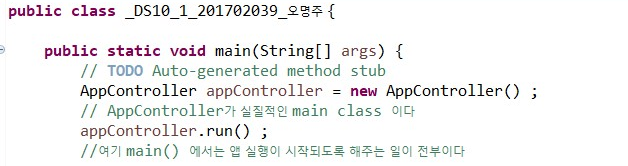 public class _DS10_1_201702039_오명주 {
public static void main(String[] args) {
// TODO Auto-generated method stub
AppController appController = new AppController() ;
// AppController가 실질적인 main class 이다
appController.run() ;
//여기 main() 에서는 앱 실행이 시작되도록 해주는 일이 전부이다